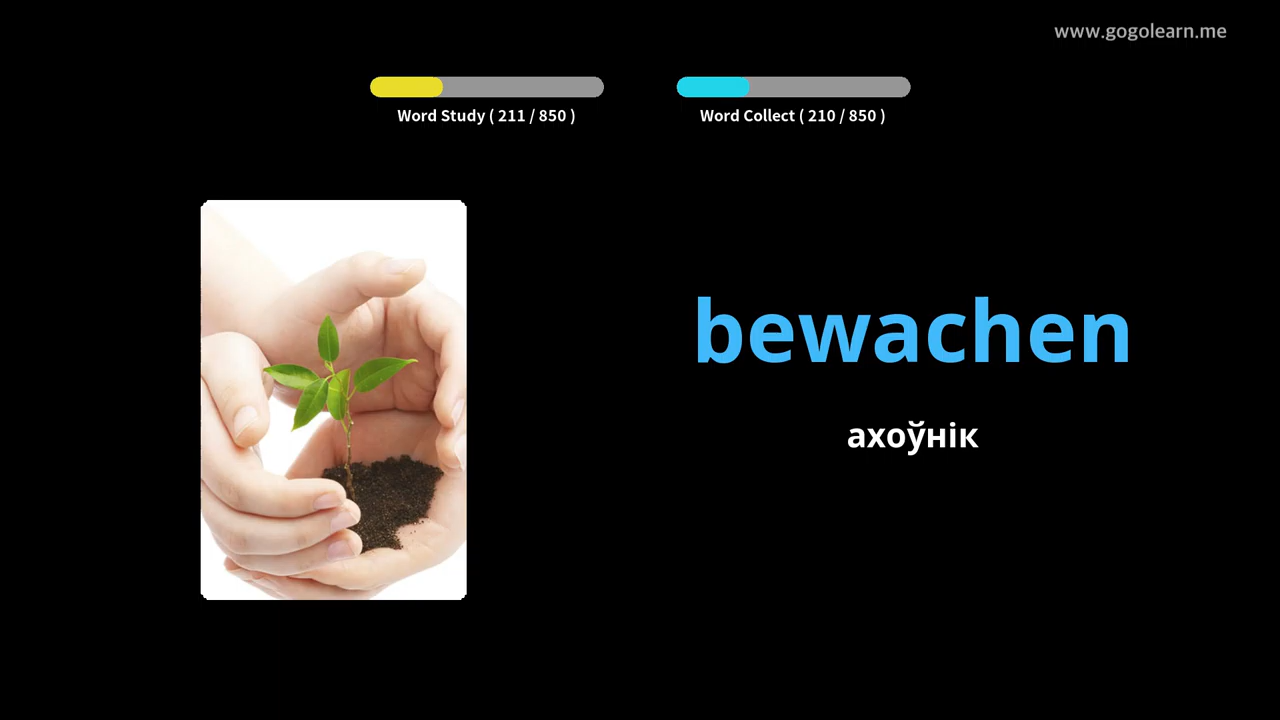 www.gogolearn.me
Word Study ( 211 / 850 )
Word Collect ( 210 / 850 )
bewachen
ахоўнік